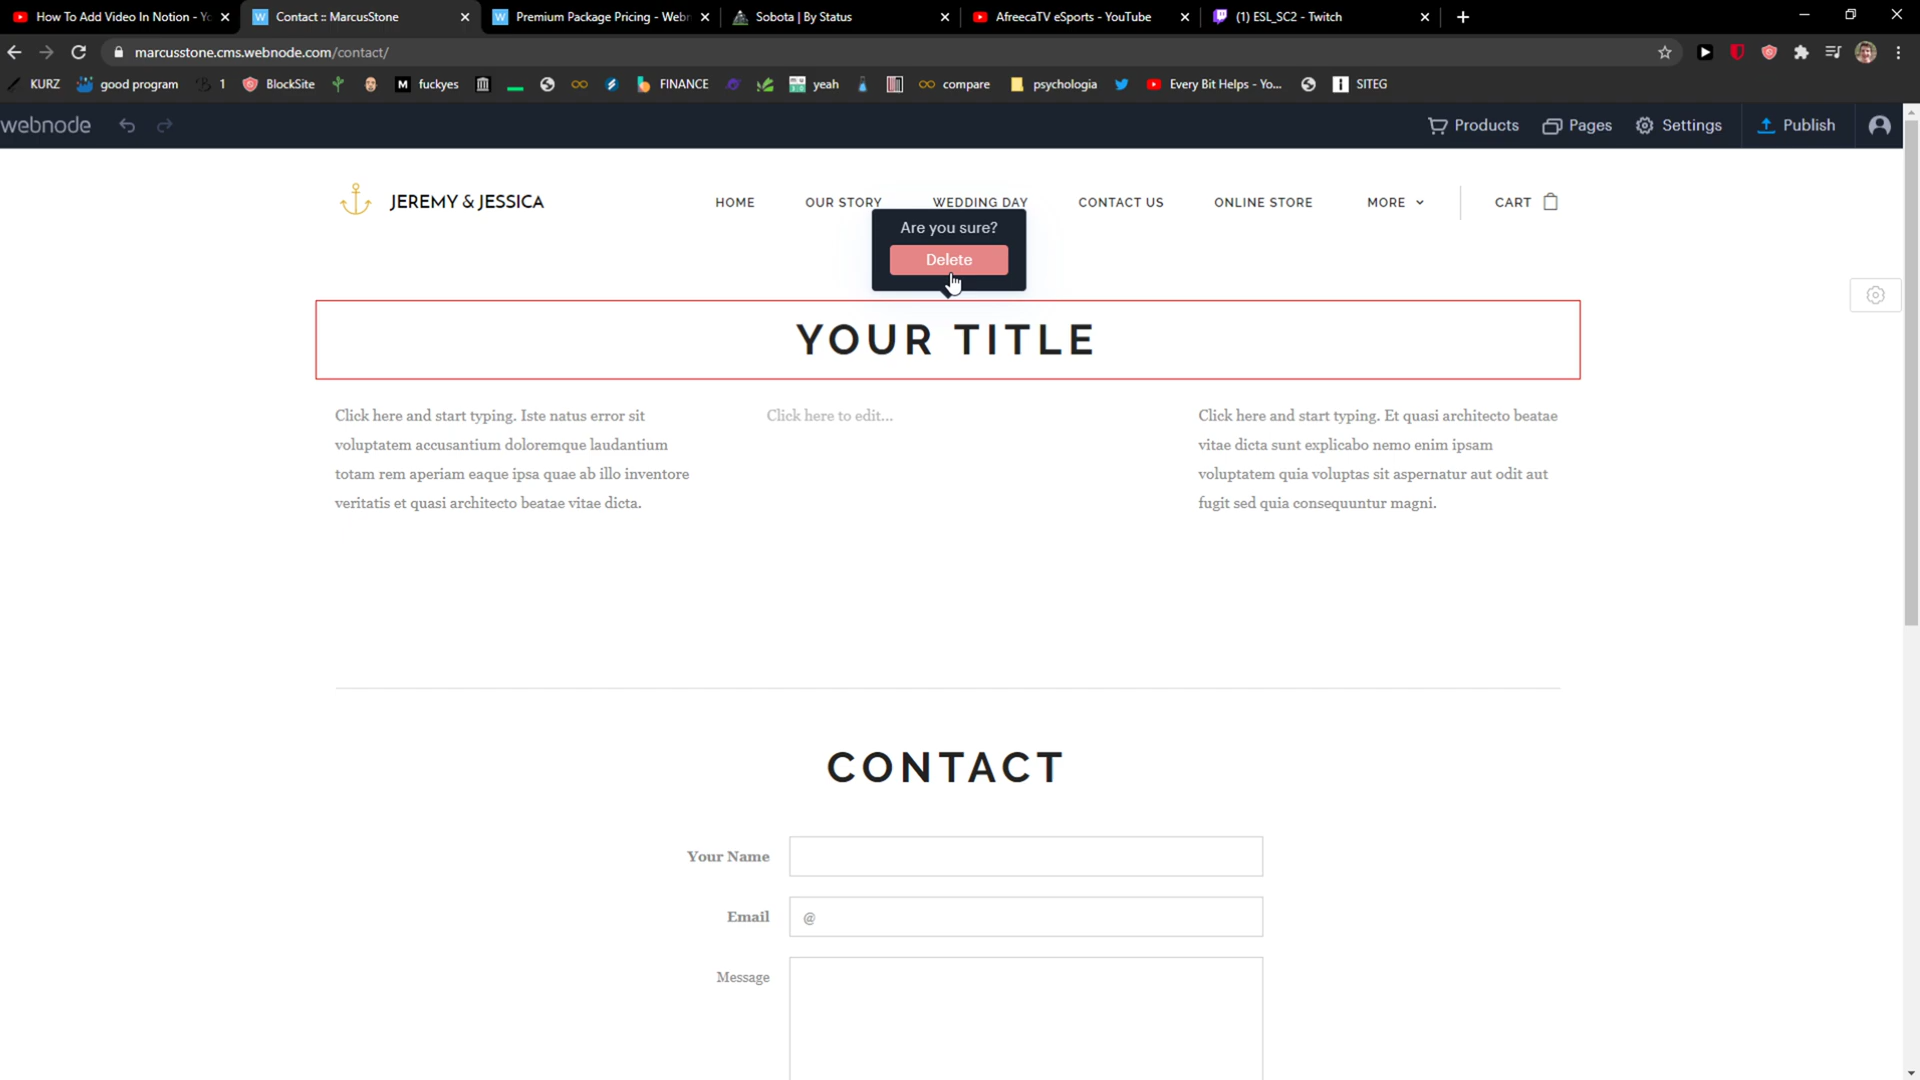 How To Add Video In Notion - Yo
Contact :: MarcusStone
Premium Package Pricing - Webn
Sobota | By Status
AfreecaTV eSports - YouTube
(1) ESL_SC2 - Twitch
marcusstone.cms.webnode.com/contact/
KURZ
good program
1
BlockSite
M fuckyes
FINANCE
yeah
compare
psychologia
Every Bit Helps - Yo...
SITEG
webnode
Products
Pages
Settings
Publish
JEREMY & JESSICA
HOME
OUR STORY
WEDDING DAY
CONTACT US
ONLINE STORE
MORE
CART
Are you sure?
Delete
YOUR TITLE
Click here and start typing. Iste natus error sit
voluptatem accusantium doloremque laudantium
totam rem aperiam eaque ipsa quae ab illo inventore
veritatis et quasi architecto beatae vitae dicta.
Click here to edit...
Click here and start typing. Et quasi architecto beatae
vitae dicta sunt explicabo nemo enim ipsam
voluptatem quia voluptas sit aspernatur aut odit aut
fugit sed quia consequuntur magni.
CONTACT
Your Name
Email
@
Message